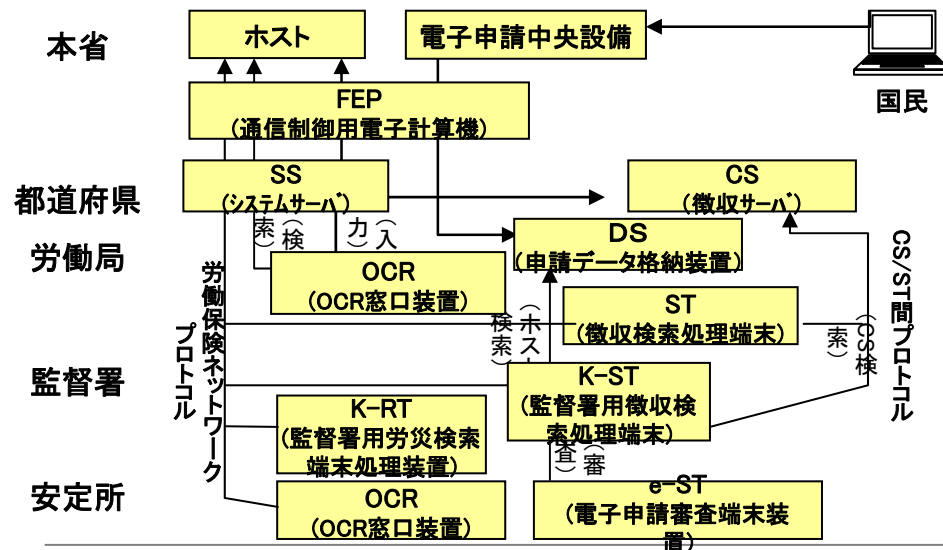 本省
ホスト
電子申請中央設備
国民
FEP
(通信制御用電子計算機)
都道府県
労働局
SS
(システムサーバ)
CS
(徴収サーバ)
(検
索)
(入
力)
DS
(申請データ格納装置)
OCR
(OCR窓口装置)
ST
(徴収検索処理端末)
(ホスト
検索)
(CS検
索)
CS/ST間プロトコル
労働保険ネットワーク
プロトコル
監督署
K-ST
(監督署用徴収検
索処理端末)
K-RT
(監督署用労災検索
端末処理装置)
(審
査)
安定所
OCR
(OCR窓口装置)
e-ST
(電子申請審査端末装
置)